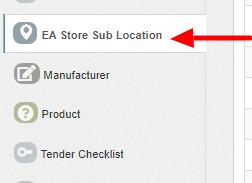 EA Store Sub Location
Manufacturer
Product
Tender Checklist